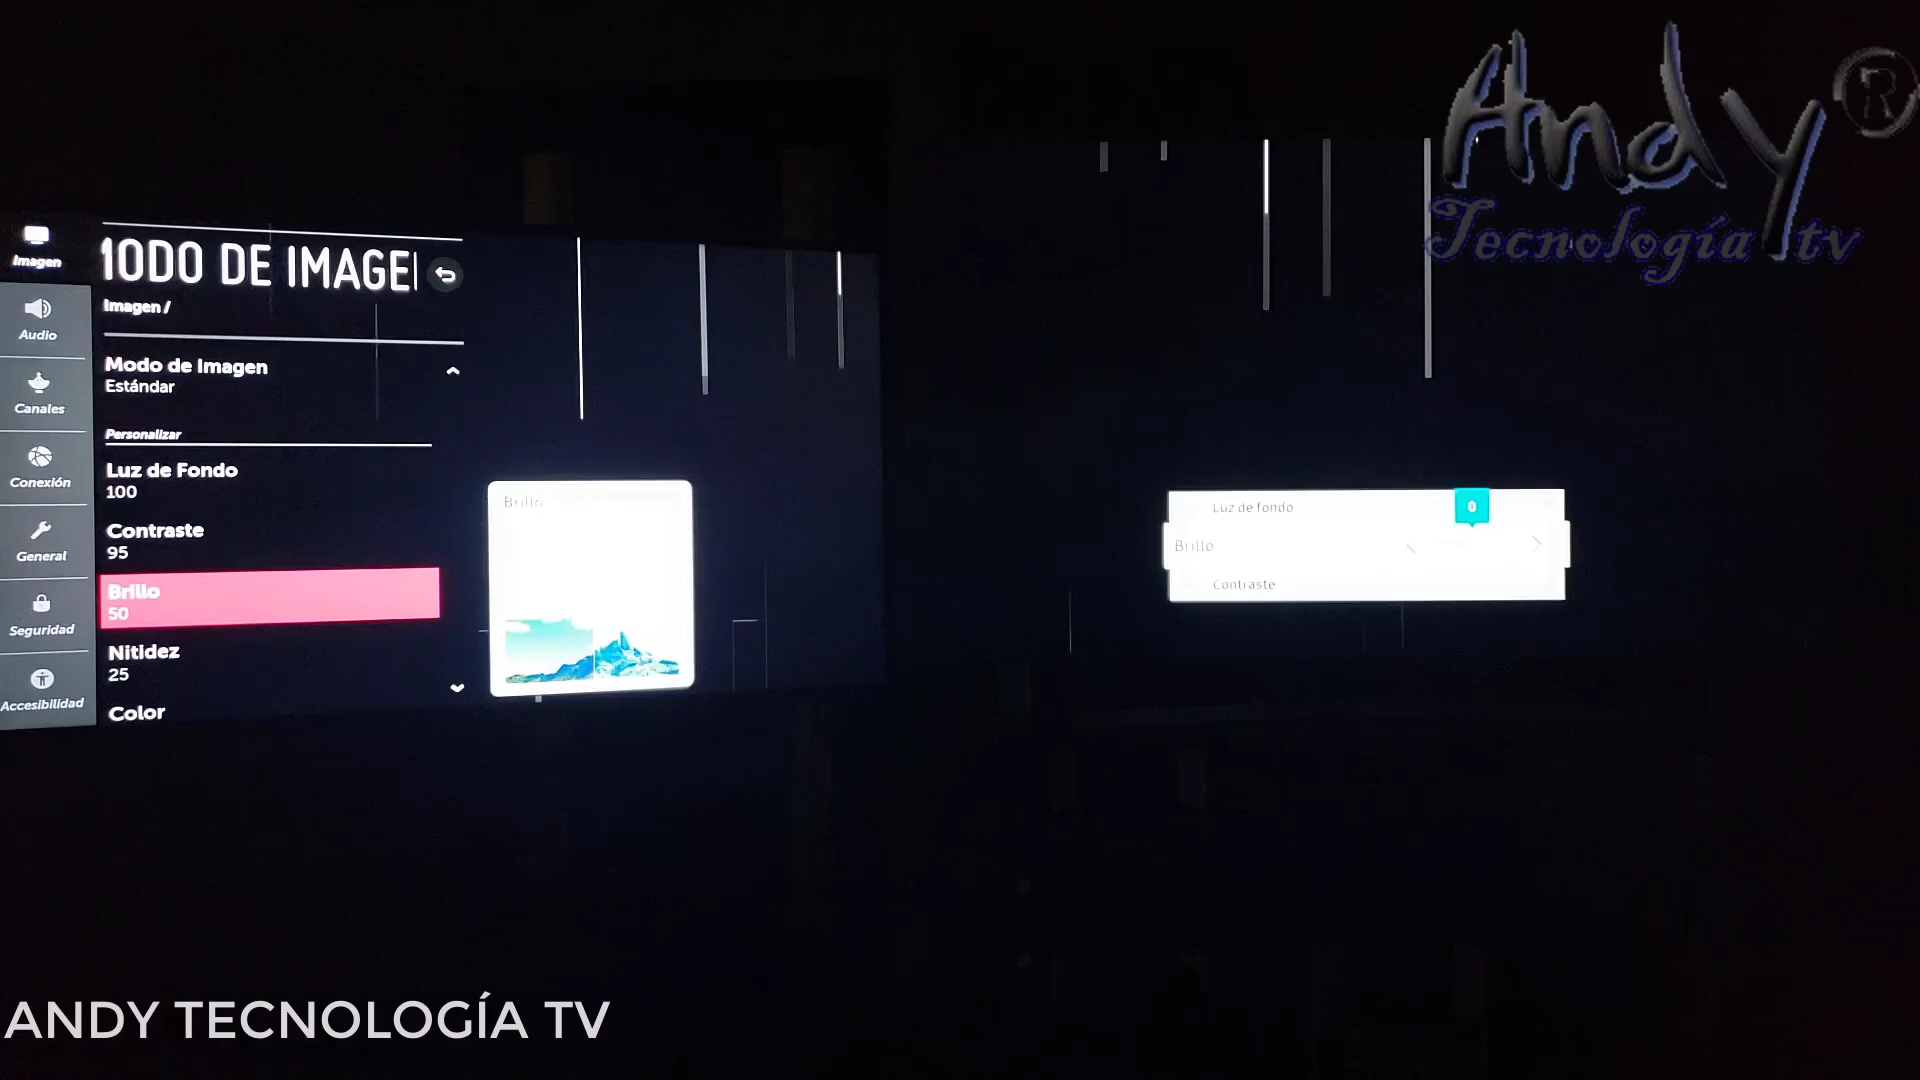 Andy ®
Tecnología tv
Imagen
Audio
Canales
Conexión
General
Seguridad
Accesibilidad
MODO DE IMAGEN
Imagen /
Modo de Imagen
Estándar
Personalizar
Luz de Fondo
100
Contraste
95
Brillo
50
Nitidez
25
Color
Brillo
Luz de fondo
0
Brillo
Contraste
ANDY TECNOLOGÍA TV